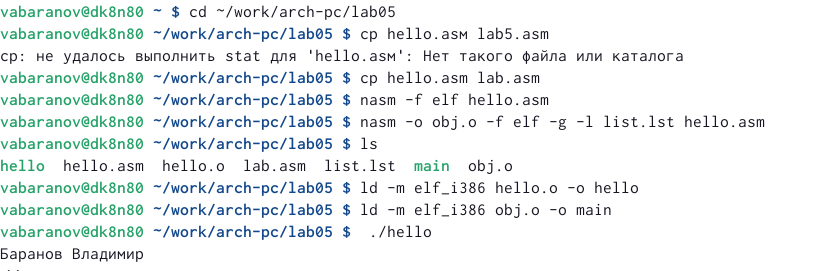 vabaranov@dk8n80 ~ $ cd ~/work/arch-pc/lab05
vabaranov@dk8n80 ~/work/arch-pc/lab05 $ cp hello.asм lab5.asm
cp: не удалось выполнить stat для 'hello.asм': Нет такого файла или каталога
vabaranov@dk8n80 ~/work/arch-pc/lab05 $ cp hello.asm lab.asm
vabaranov@dk8n80 ~/work/arch-pc/lab05 $ nasm -f elf hello.asm
vabaranov@dk8n80 ~/work/arch-pc/lab05 $ nasm -o obj.o -f elf -g -l list.lst hello.asm
vabaranov@dk8n80 ~/work/arch-pc/lab05 $ ls
hello hello.asm hello.o lab.asm list.lst main obj.o
vabaranov@dk8n80 ~/work/arch-pc/lab05 $ ld -m elf_i386 hello.o -o hello
vabaranov@dk8n80 ~/work/arch-pc/lab05 $ ld -m elf_i386 obj.o -o main
vabaranov@dk8n80 ~/work/arch-pc/lab05 $ ./hello
Баранов Владимир